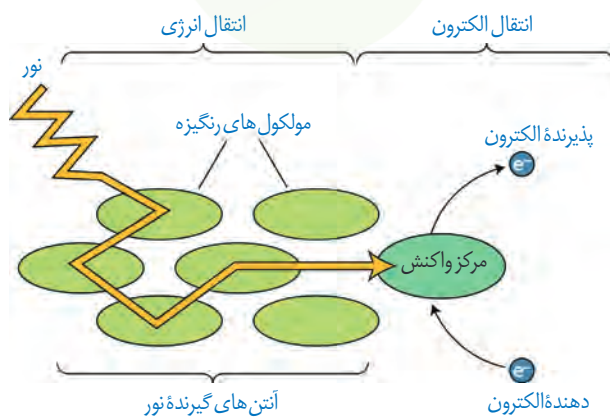 انتقال الکترون
انتقال انرژی
نور
مولکول‌های رنگیزه
پذیرندهٔ الکترون
e⁻
مرکز واکنش
e⁻
دهندهٔ الکترون
آنتن‌های گیرندهٔ نور